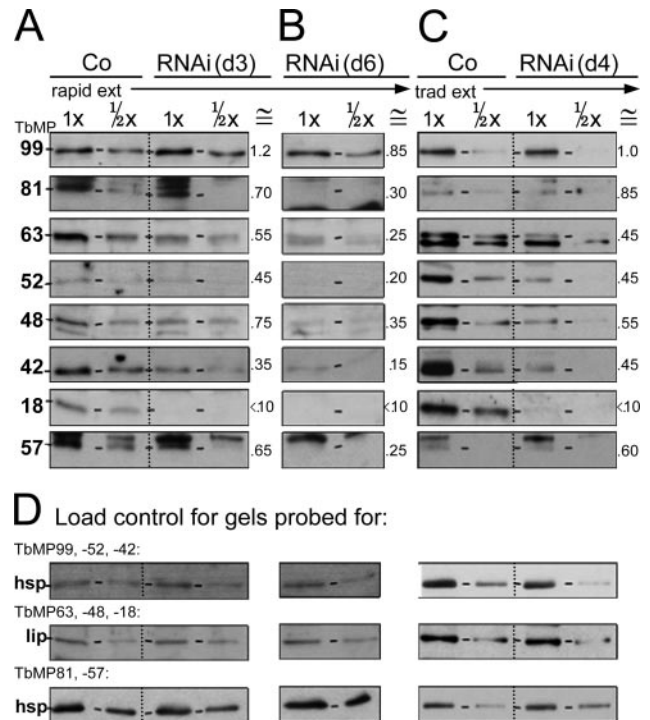 A B C
Co RNAi (d3) RNAi (d6) Co RNAi (d4)
rapid ext trad ext
1x ½x 1x ½x ≅ 1x ½x ≅ 1x ½x 1x ½x ≅
TbMP
99 1.2 .85 1.0
81 .70 .30 .85
63 .55 .25 .45
52 .45 .20 .45
48 .75 .35 .55
42 .35 .15 .45
18 <.10 <.10 <.10
57 .65 .25 .60
D Load control for gels probed for:
TbMP99, -52, -42:
hsp
TbMP63, -48, -18:
lip
TbMP81, -57:
hsp